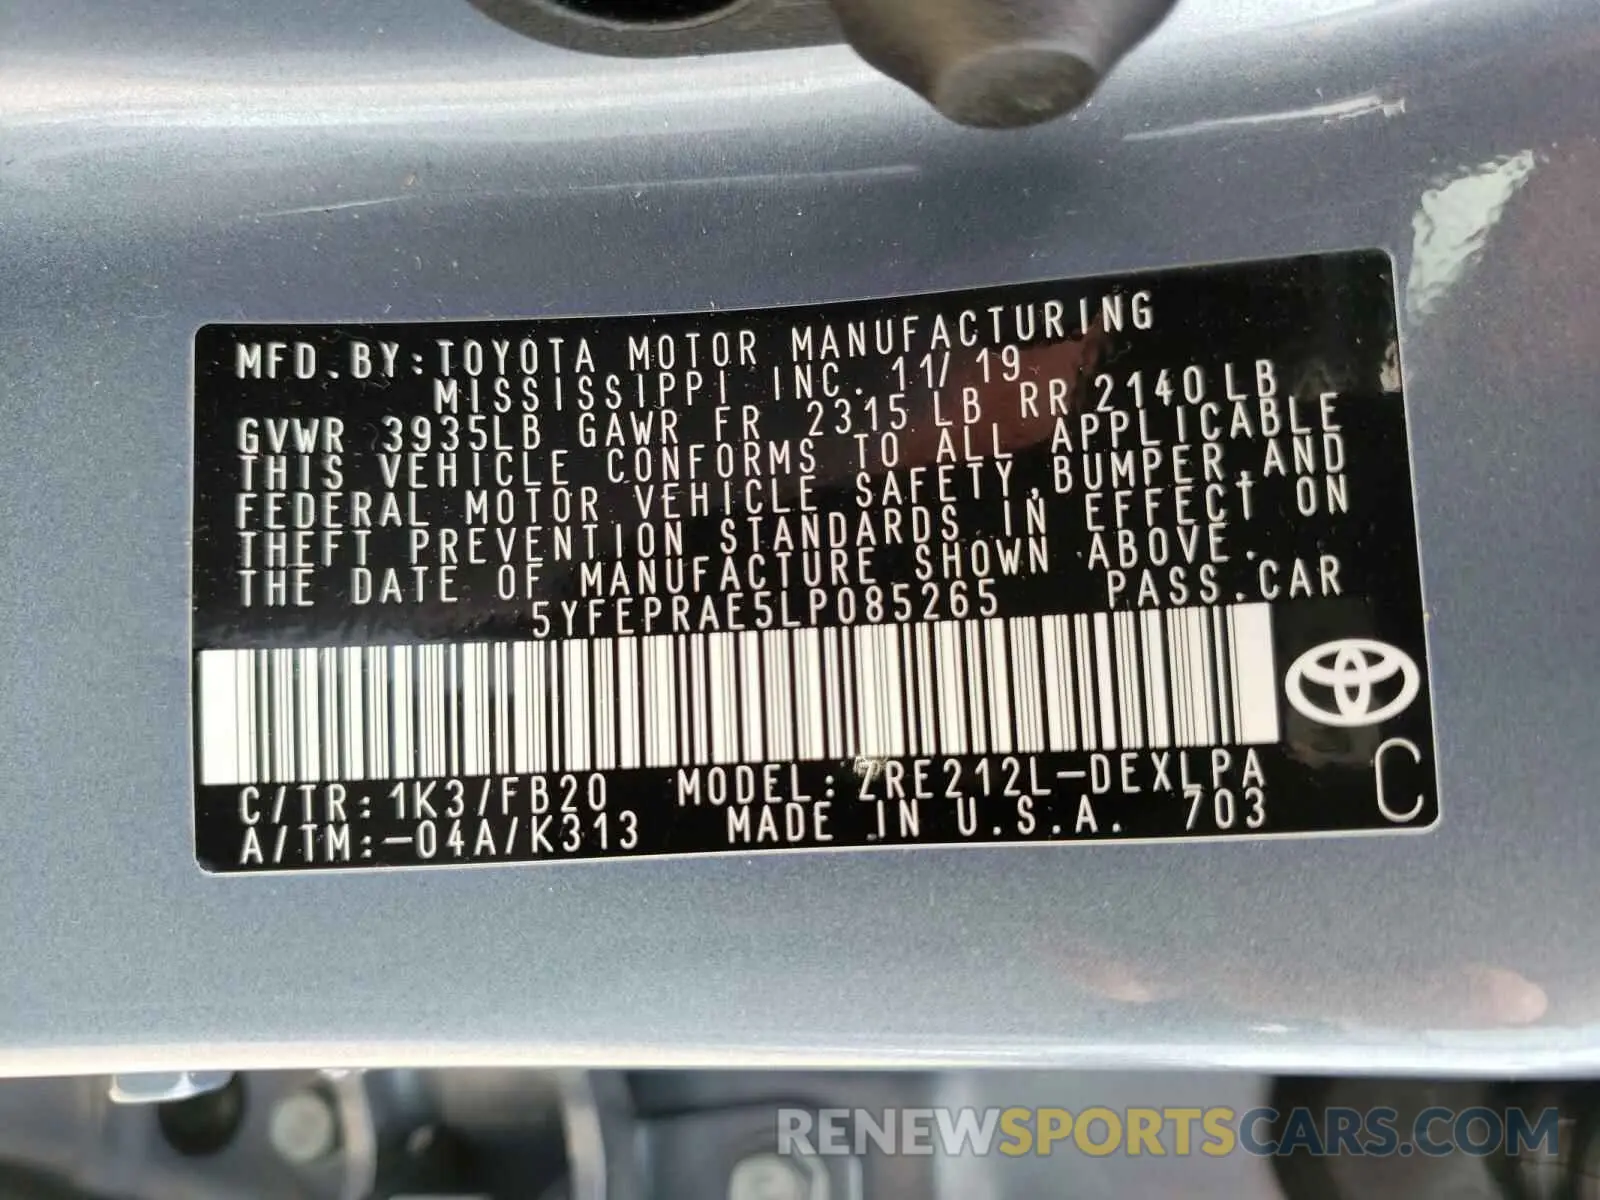 MFD.BY:TOYOTA MOTOR MANUFACTURING
MISSISSIPPI INC. 11/19
GVWR 3935LB GAWR FR 2315LB RR 2140LB
THIS VEHICLE CONFORMS TO ALL APPLICABLE
FEDERAL MOTOR VEHICLE SAFETY,BUMPER,AND
THEFT PREVENTION STANDARDS IN EFFECT ON
THE DATE OF MANUFACTURE SHOWN ABOVE.
5YFEPRAE5LP085265 PASS.CAR
C/TR:1K3/FB20 MODEL:ZRE212L-DEXLPA
A/TM:-04A/K313 MADE IN U.S.A. 703
C
RENEWSPORTSCARS.COM